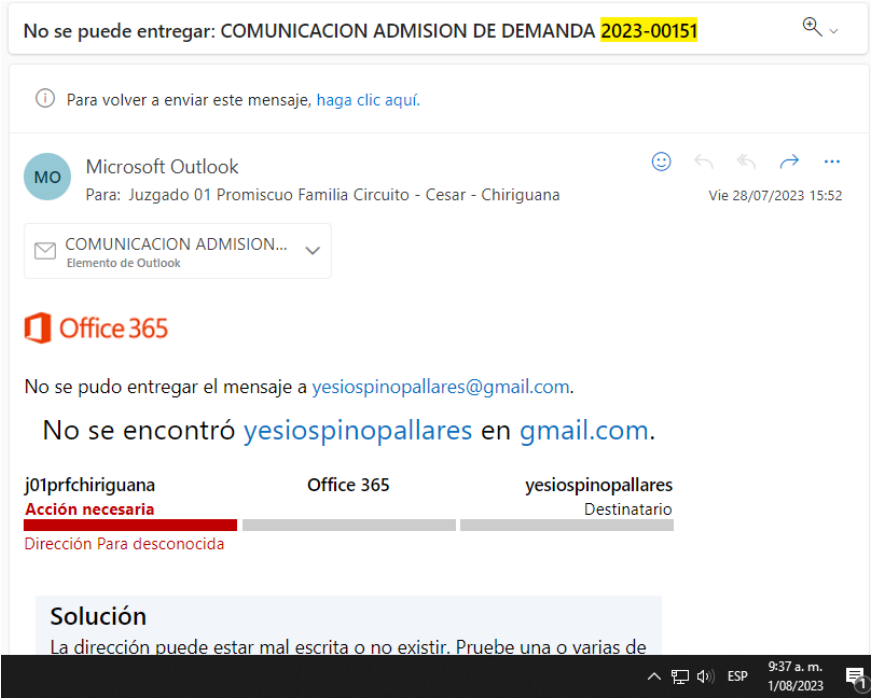 No se puede entregar: COMUNICACION ADMISION DE DEMANDA 2023-00151
Para volver a enviar este mensaje, haga clic aquí.
MO
Microsoft Outlook
Para: Juzgado 01 Promiscuo Familia Circuito - Cesar - Chiriguana
Vie 28/07/2023 15:52
COMUNICACION ADMISION...
Elemento de Outlook
Office 365
No se pudo entregar el mensaje a yesiospinopallares@gmail.com.
No se encontró yesiospinopallares en gmail.com.
j01prfchiriguana Office 365 yesiospinopallares
Acción necesaria Destinatario
Dirección Para desconocida
Solución
La dirección puede estar mal escrita o no existir. Pruebe una o varias de
ESP
9:37 a. m.
1/08/2023
1